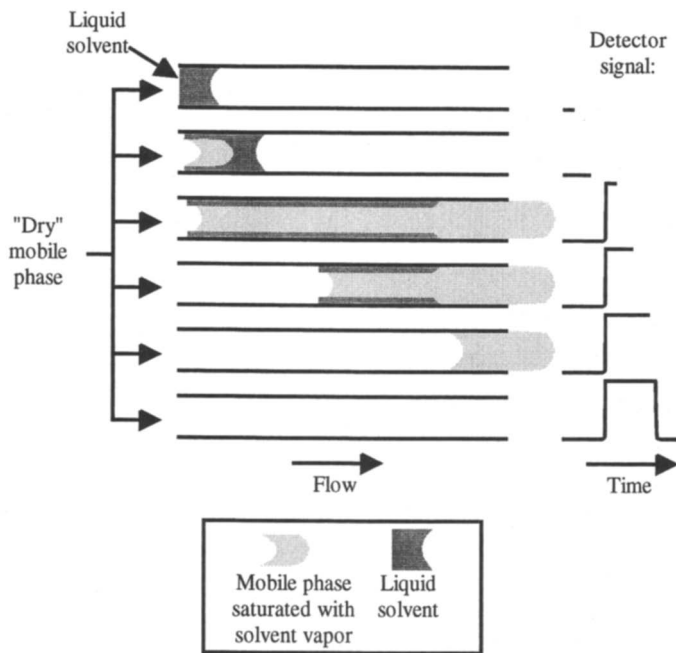 Liquid
solvent
Detector
signal:
"Dry"
mobile
phase
Flow
Time
Mobile phase
saturated with
solvent vapor
Liquid
solvent